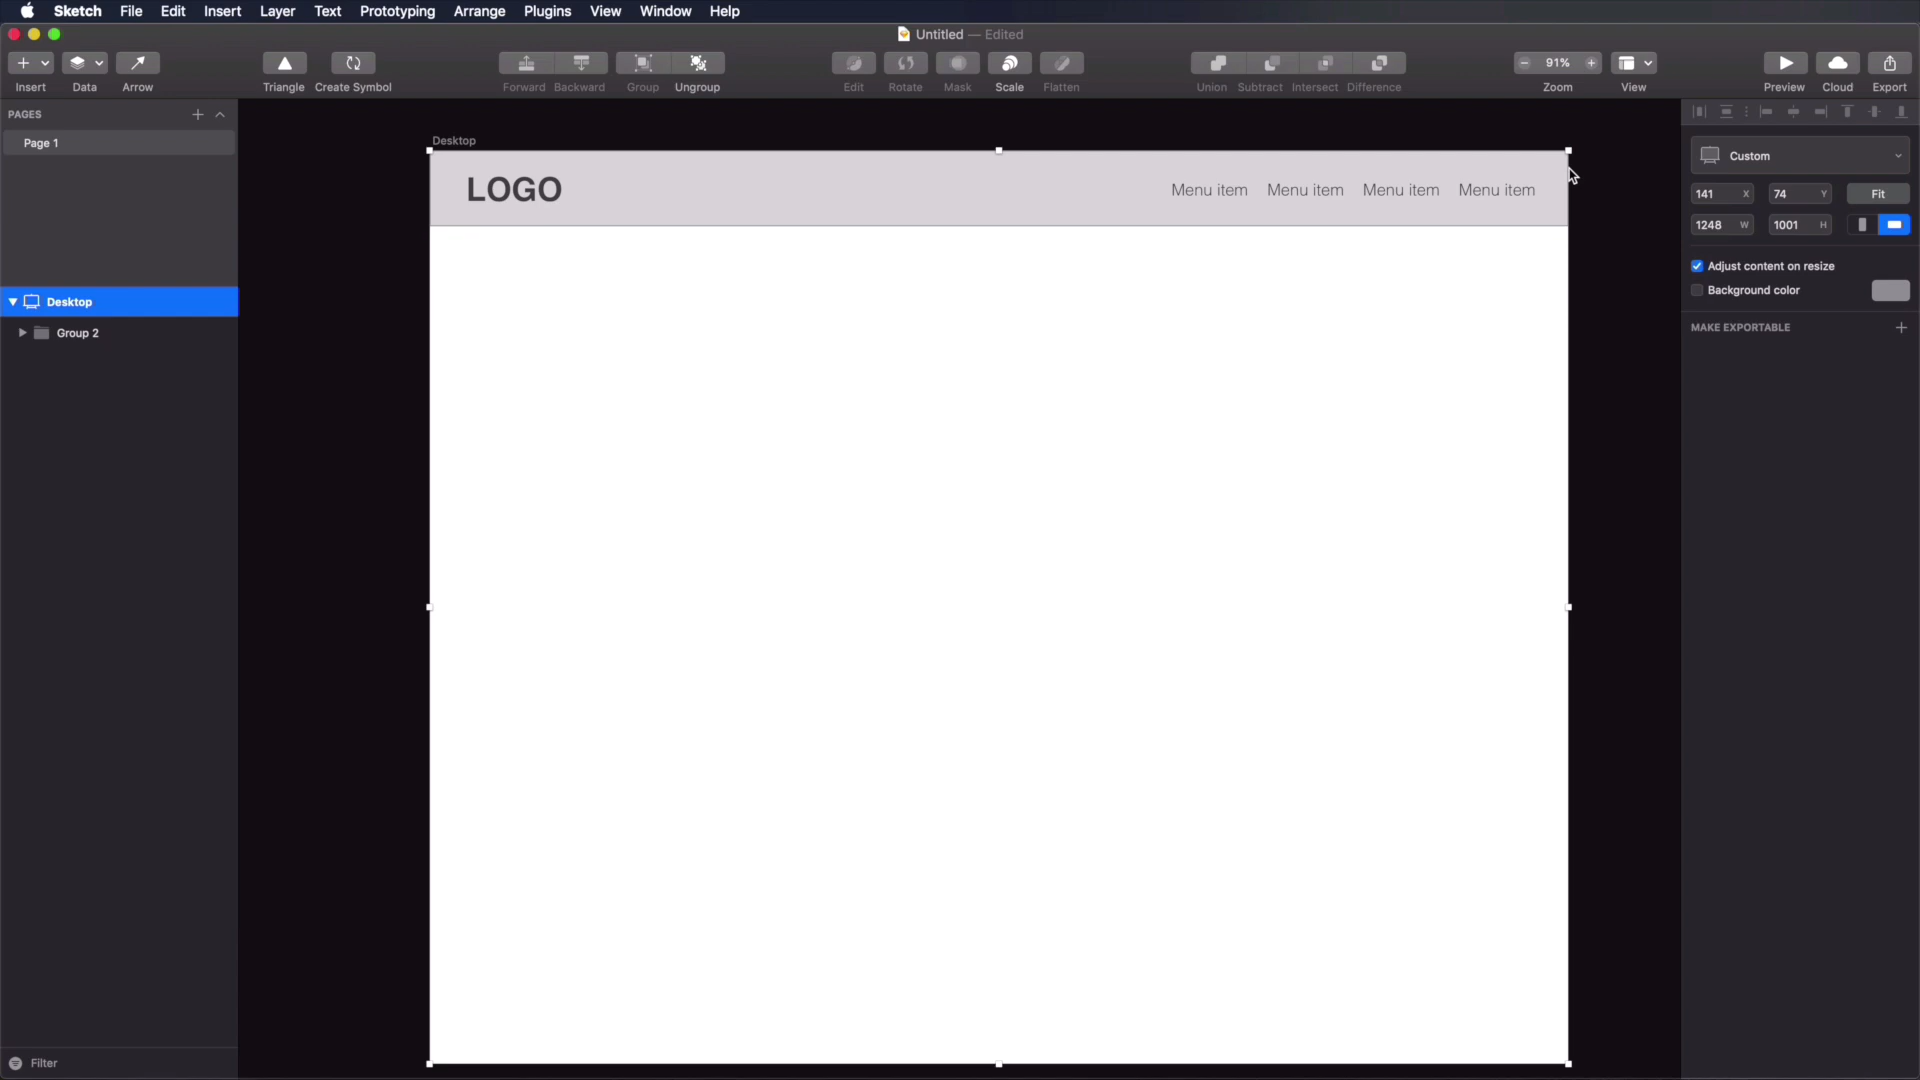 Sketch File Edit Insert Layer Text Prototyping Arrange Plugins View Window Help
Untitled — Edited
91%
Insert Data Arrow Triangle Create Symbol Forward Backward Group Ungroup Edit Rotate Mask Scale Flatten Union Subtract Intersect Difference Zoom View Preview Cloud Export
PAGES
Page 1
Desktop
Group 2
Filter
Desktop
LOGO Menu item Menu item Menu item Menu item
Custom
141 X 74 Y Fit
1248 W 1001 H
Adjust content on resize
Background color
MAKE EXPORTABLE